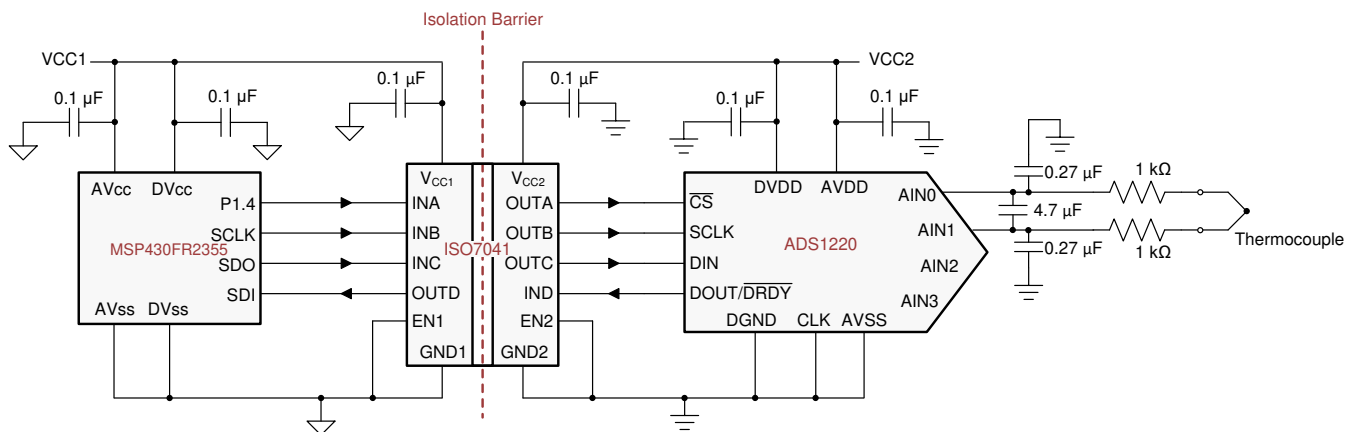 Isolation Barrier
VCC1
VCC2
0.1 µF
0.1 µF
0.1 µF
0.1 µF
0.1 µF
0.1 µF
AVcc
DVcc
P1.4
SCLK
SDO
SDI
MSP430FR2355
AVss
DVss
VCC1
INA
INB
INC
OUTD
EN1
GND1
ISO7041
VCC2
OUTA
OUTB
OUTC
IND
EN2
GND2
DVDD
AVDD
CS
SCLK
DIN
DOUT/DRDY
ADS1220
DGND
CLK
AVSS
AIN0
AIN1
AIN2
AIN3
0.27 µF
4.7 µF
0.27 µF
1 kΩ
1 kΩ
Thermocouple